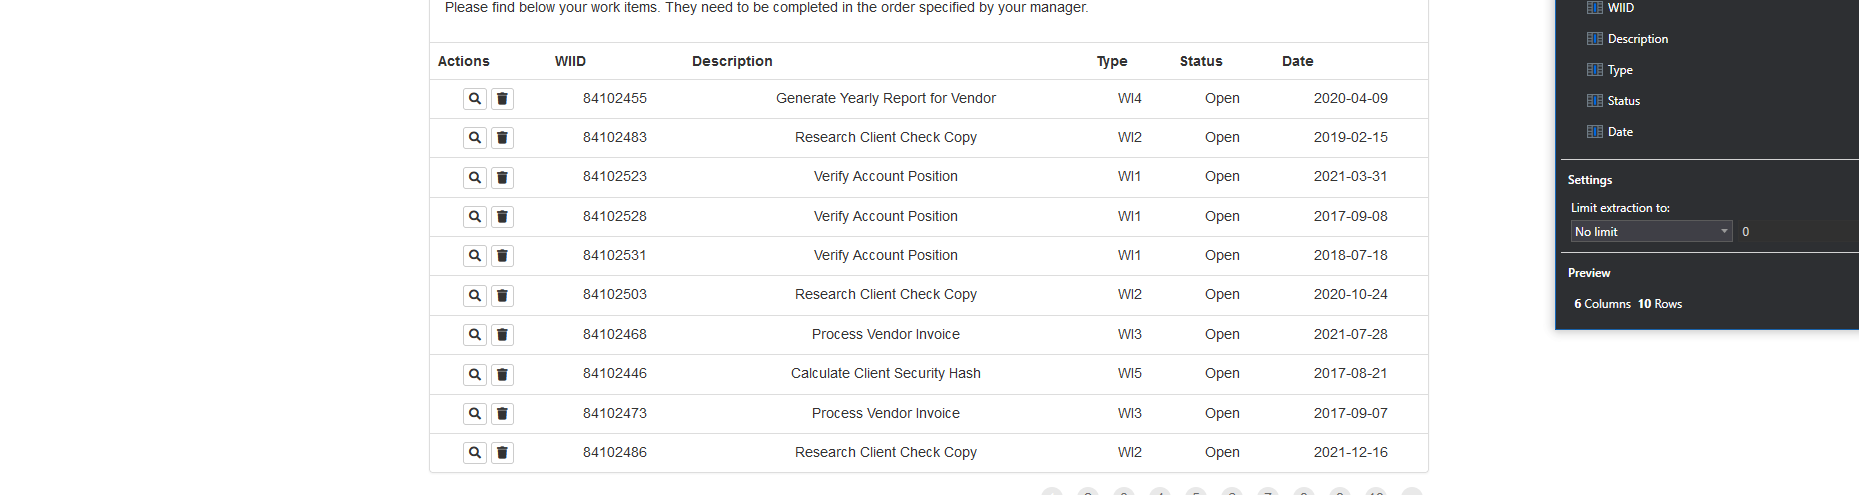 Please find below your work items. They need to be completed in the order specified by your manager.
Actions WIID Description Type Status Date
84102455 Generate Yearly Report for Vendor WI4 Open 2020-04-09
84102483 Research Client Check Copy WI2 Open 2019-02-15
84102523 Verify Account Position WI1 Open 2021-03-31
84102528 Verify Account Position WI1 Open 2017-09-08
84102531 Verify Account Position WI1 Open 2018-07-18
84102503 Research Client Check Copy WI2 Open 2020-10-24
84102468 Process Vendor Invoice WI3 Open 2021-07-28
84102446 Calculate Client Security Hash WI5 Open 2017-08-21
84102473 Process Vendor Invoice WI3 Open 2017-09-07
84102486 Research Client Check Copy WI2 Open 2021-12-16
WIID
Description
Type
Status
Date
Settings
Limit extraction to:
No limit 0
Preview
6 Columns 10 Rows